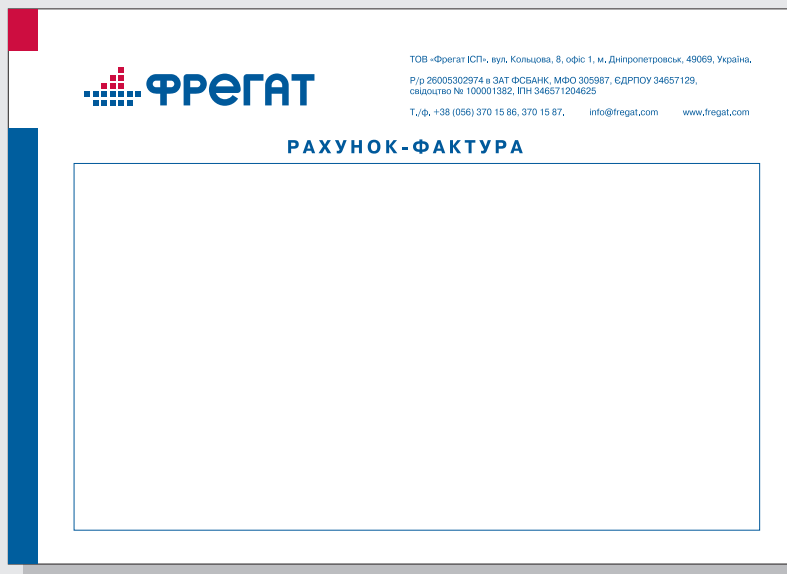 ФРЕГАТ
ТОВ «Фрегат ІСП», вул. Кольцова, 8, офіс 1, м. Дніпропетровськ, 49069, Україна.
Р/р 26005302974 в ЗАТ ФСБАНК, МФО 305987, ЄДРПОУ 34657129,
свідоцтво № 100001382, ІПН 346571204625
Т./ф. +38 (056) 370 15 86, 370 15 87. info@fregat.com www.fregat.com
РАХУНОК-ФАКТУРА